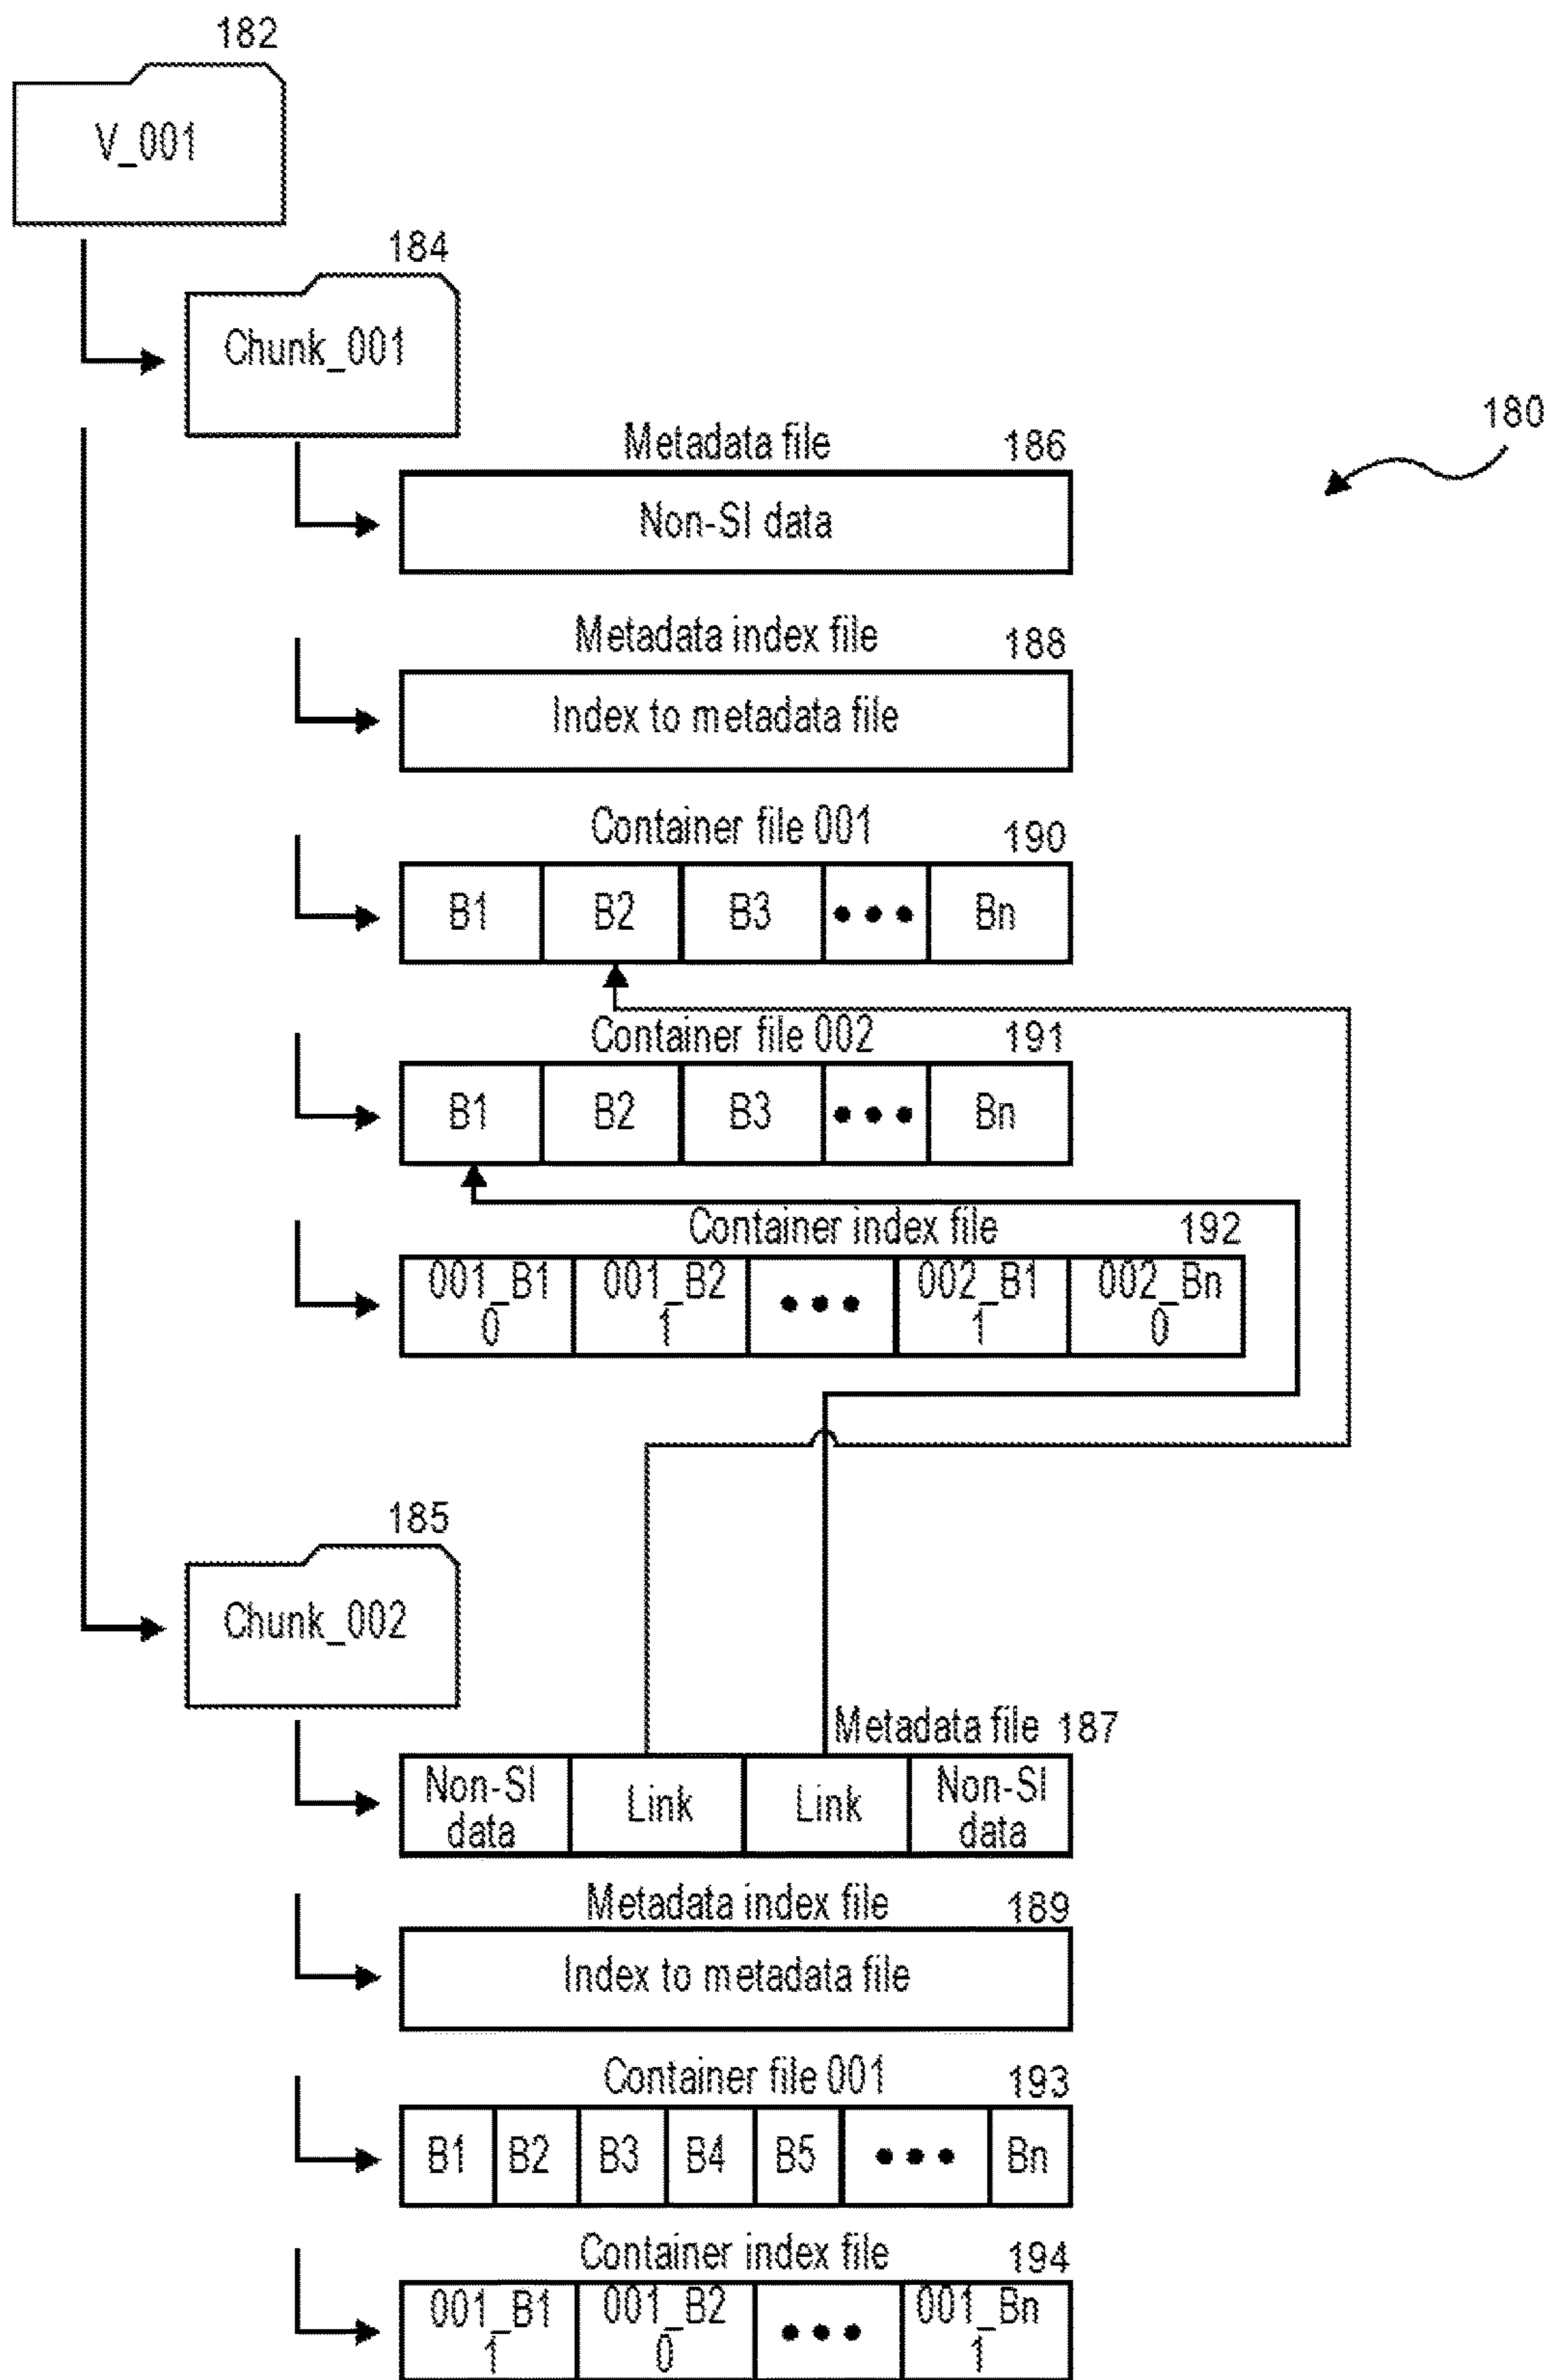 182
V_001
184
Chunk_001
180
Metadata file 186
Non-SI data
Metadata index file 188
Index to metadata file
Container file 001 190
B1 B2 B3 ••• Bn
Container file 002 191
B1 B2 B3 ••• Bn
Container index file 192
001_B1 001_B2 ••• 002_B1 002_Bn
0 1 1 0
185
Chunk_002
Metadata file 187
Non-SI Link Link Non-SI
data data
Metadata index file 189
Index to metadata file
Container file 001 193
B1 B2 B3 B4 B5 ••• Bn
Container index file 194
001_B1 001_B2 ••• 001_Bn
1 0 1